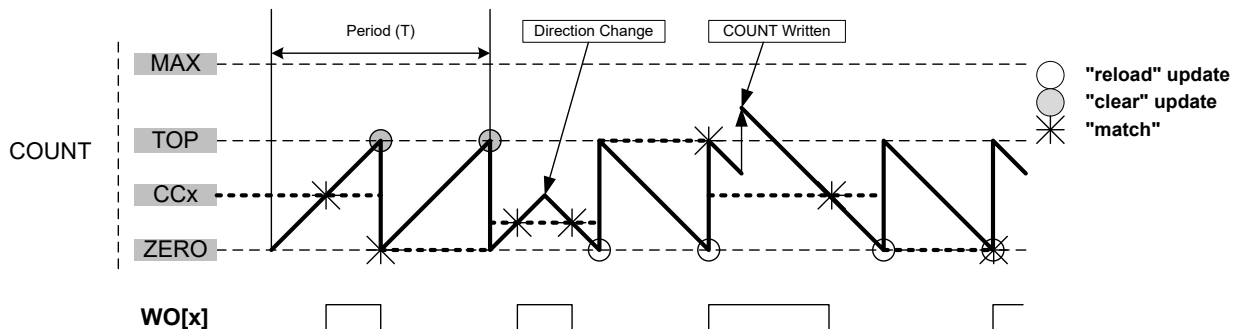 Period (T)
Direction Change
COUNT Written
MAX
"reload" update
"clear" update
TOP
"match"
COUNT
CCx
ZERO
WO[x]